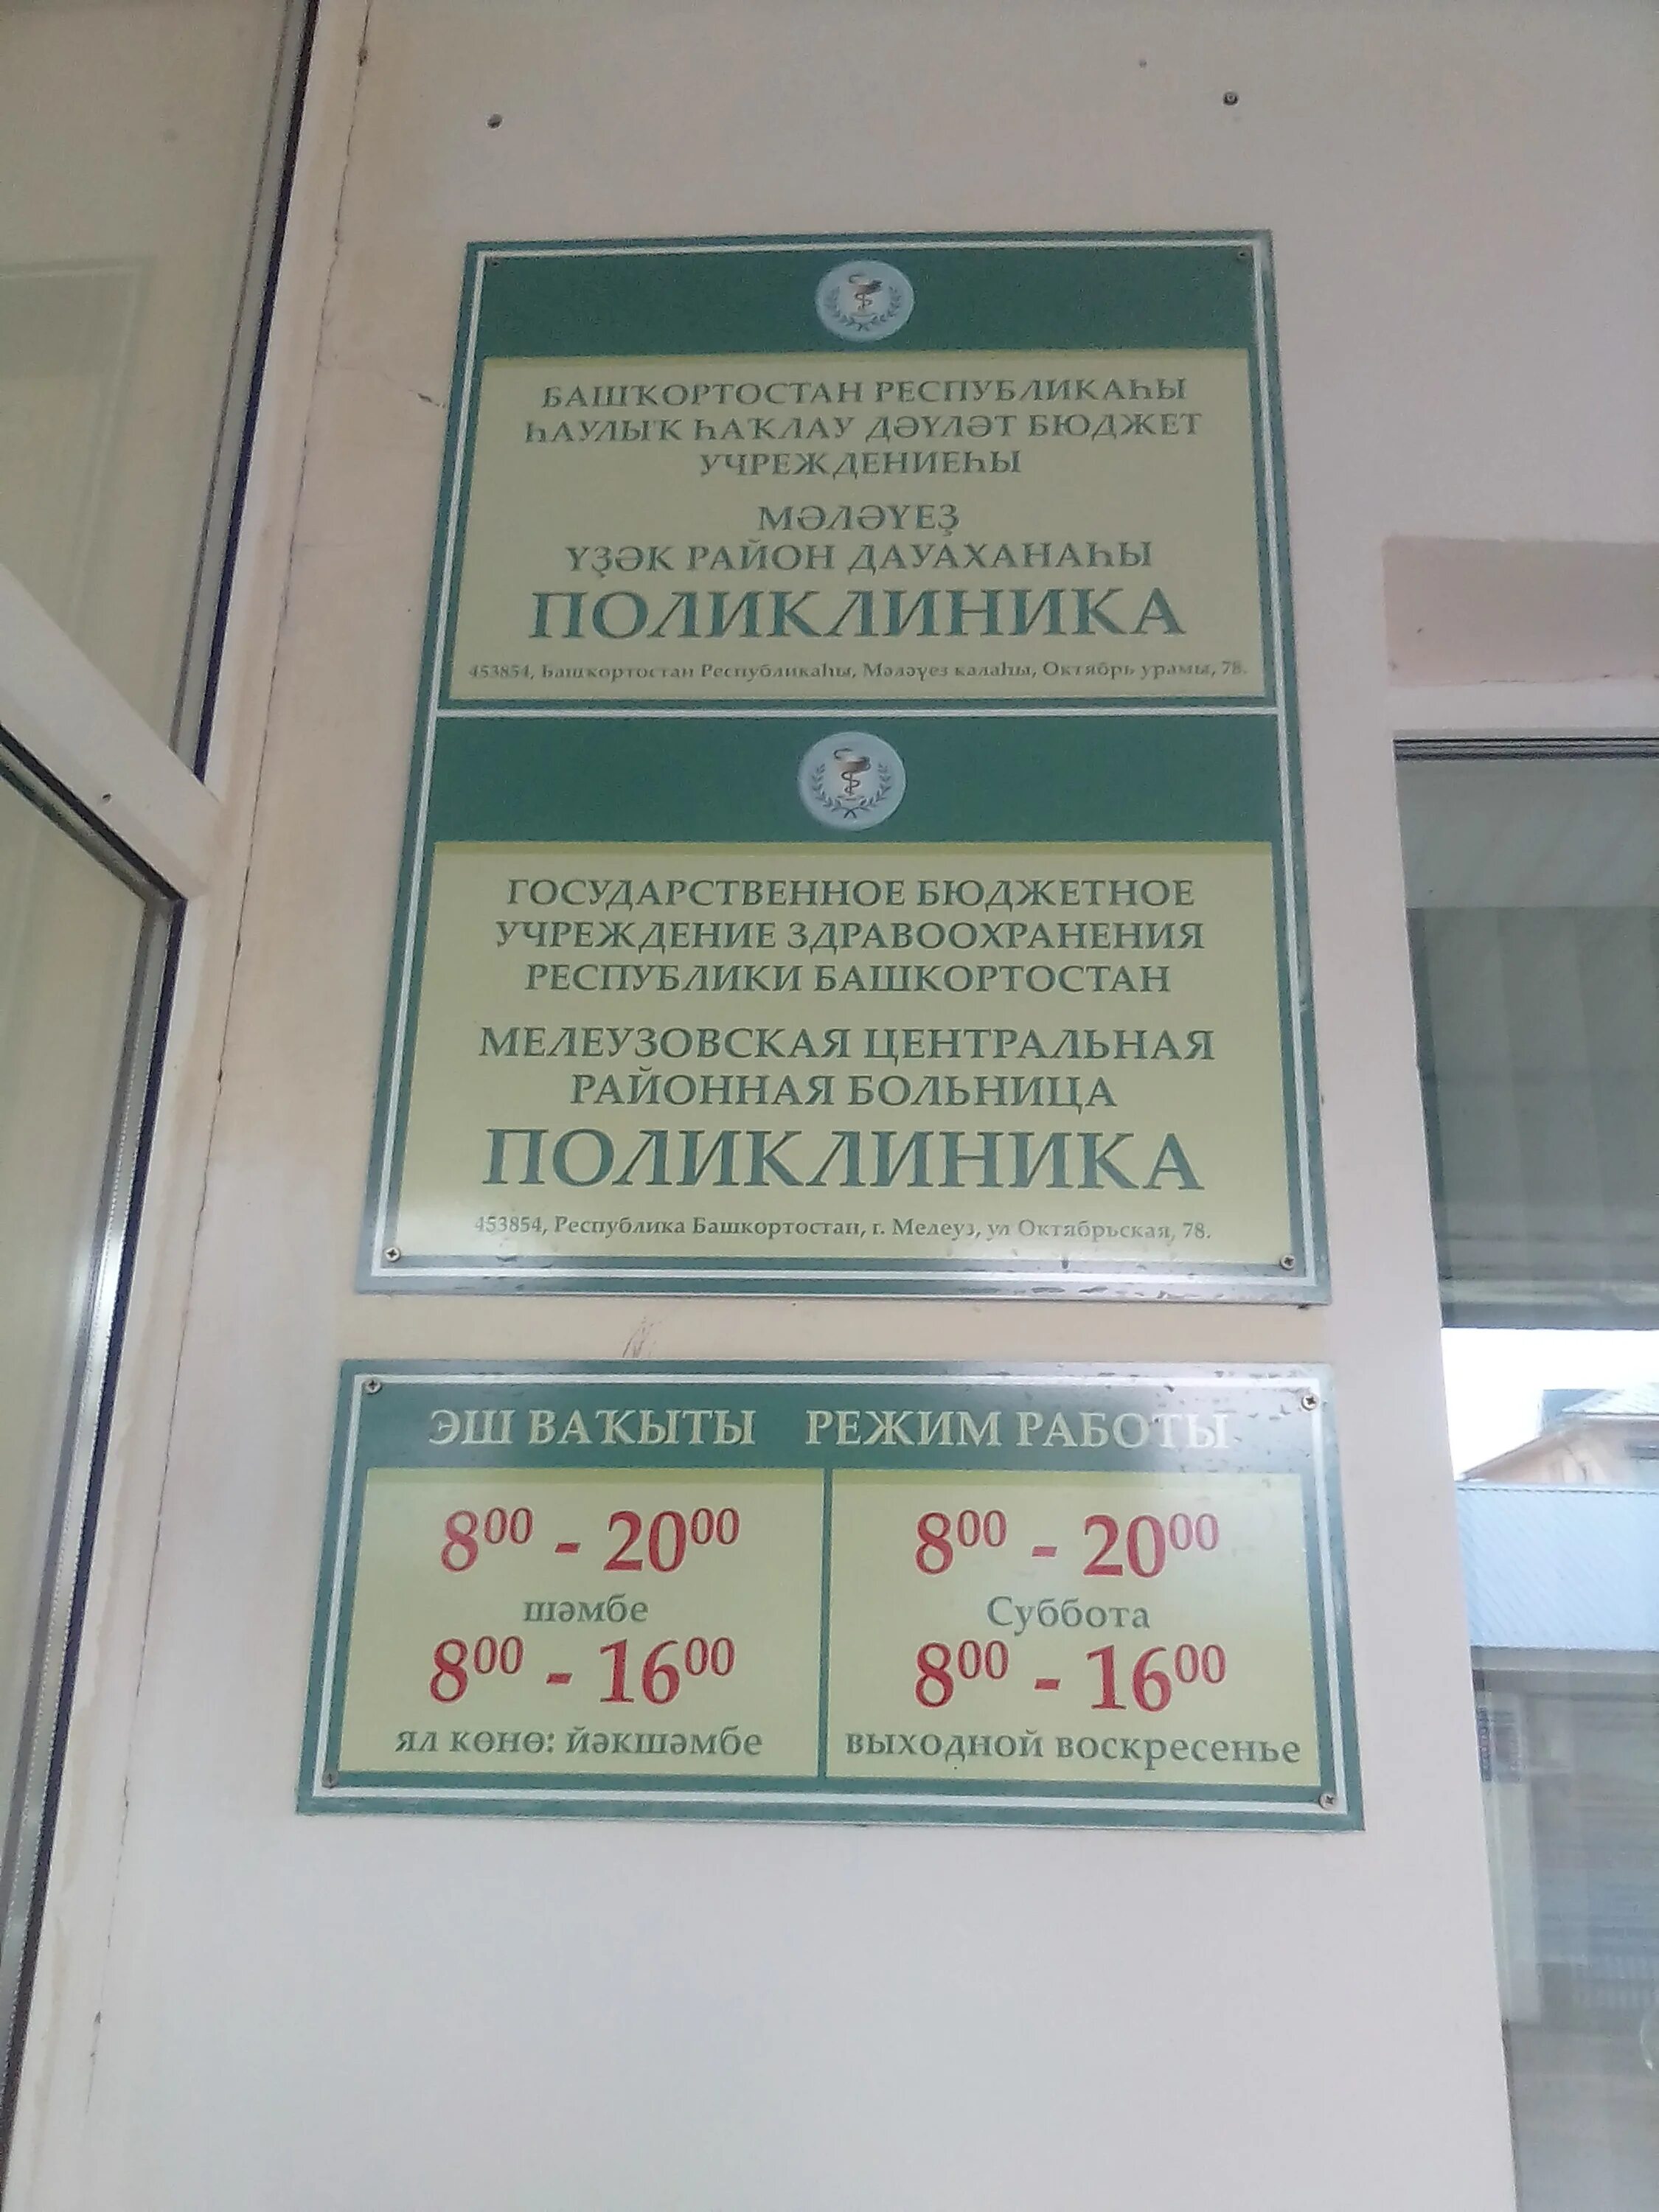 БАШҠОРТОСТАН РЕСПУБЛИКАҺЫ
ҺАУЛЫҠ ҺАҠЛАУ ДӘҮЛӘТ БЮДЖЕТ
УЧРЕЖДЕНИЕҺЫ
МӘЛӘҮЕҘ
ҮҘӘК РАЙОН ДАУАХАНАҺЫ
ПОЛИКЛИНИКА
453854, Башкортостан Республикаһы, Мәләүез калаһы, Октябрь урамы, 78.
ГОСУДАРСТВЕННОЕ БЮДЖЕТНОЕ
УЧРЕЖДЕНИЕ ЗДРАВООХРАНЕНИЯ
РЕСПУБЛИКИ БАШКОРТОСТАН
МЕЛЕУЗОВСКАЯ ЦЕНТРАЛЬНАЯ
РАЙОННАЯ БОЛЬНИЦА
ПОЛИКЛИНИКА
453854, Республика Башкортостан, г. Мелеуз, ул Октябрьская, 78.
ЭШ ВАҠЫТЫ
8⁰⁰ - 20⁰⁰
шәмбе
8⁰⁰ - 16⁰⁰
ял көнө: йәкшәмбе
РЕЖИМ РАБОТЫ
8⁰⁰ - 20⁰⁰
Суббота
8⁰⁰ - 16⁰⁰
выходной воскресенье